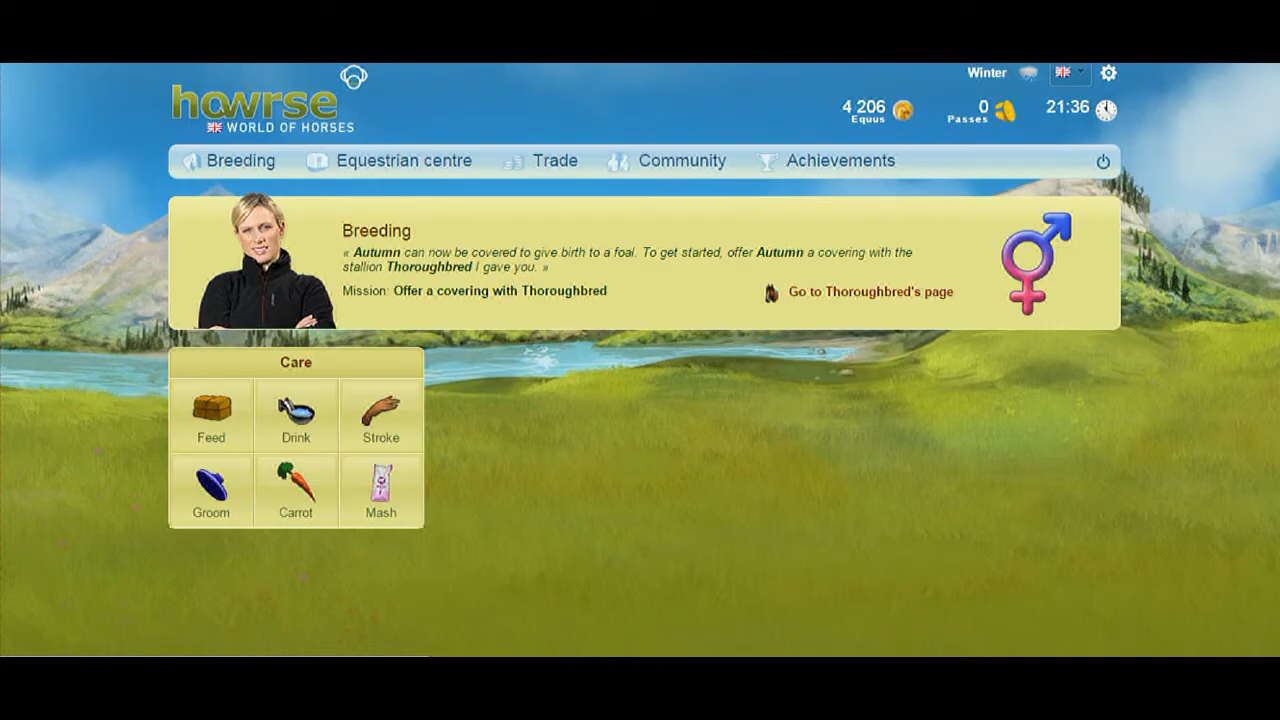 howrse
WORLD OF HORSES
Winter
4 206
Equus
0
Passes
21:36
Breeding
Equestrian centre
Trade
Community
Achievements
Breeding
« Autumn can now be covered to give birth to a foal. To get started, offer Autumn a covering with the
stallion Thoroughbred I gave you. »
Mission: Offer a covering with Thoroughbred
Go to Thoroughbred's page
Care
Feed
Drink
Stroke
Groom
Carrot
Mash